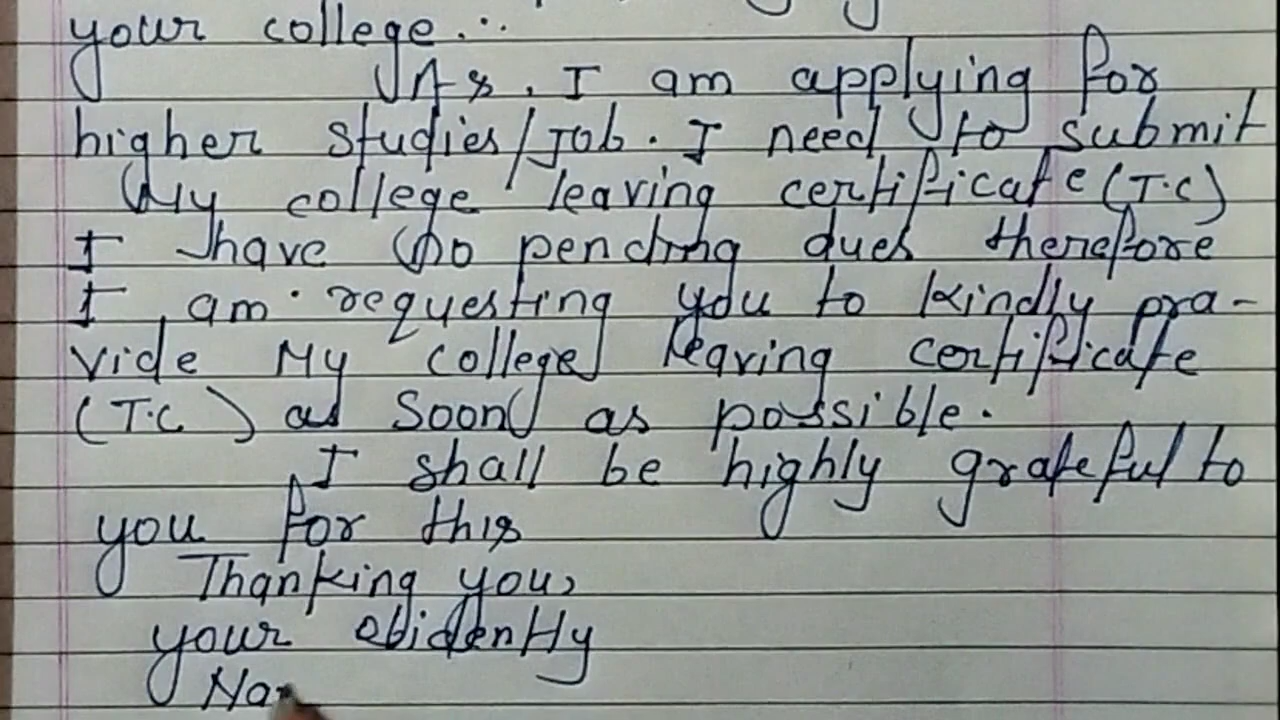 your college...
As, I am applying for
higher studies/Job. I need to submit
My college leaving certificate (T.C)
I have no pending dues therefore
I am requesting you to kindly pra-
vide My college leaving certificate
(T.C) as soon as possible.
I shall be highly grateful to
you for this
Thanking you,
your obidently
Na